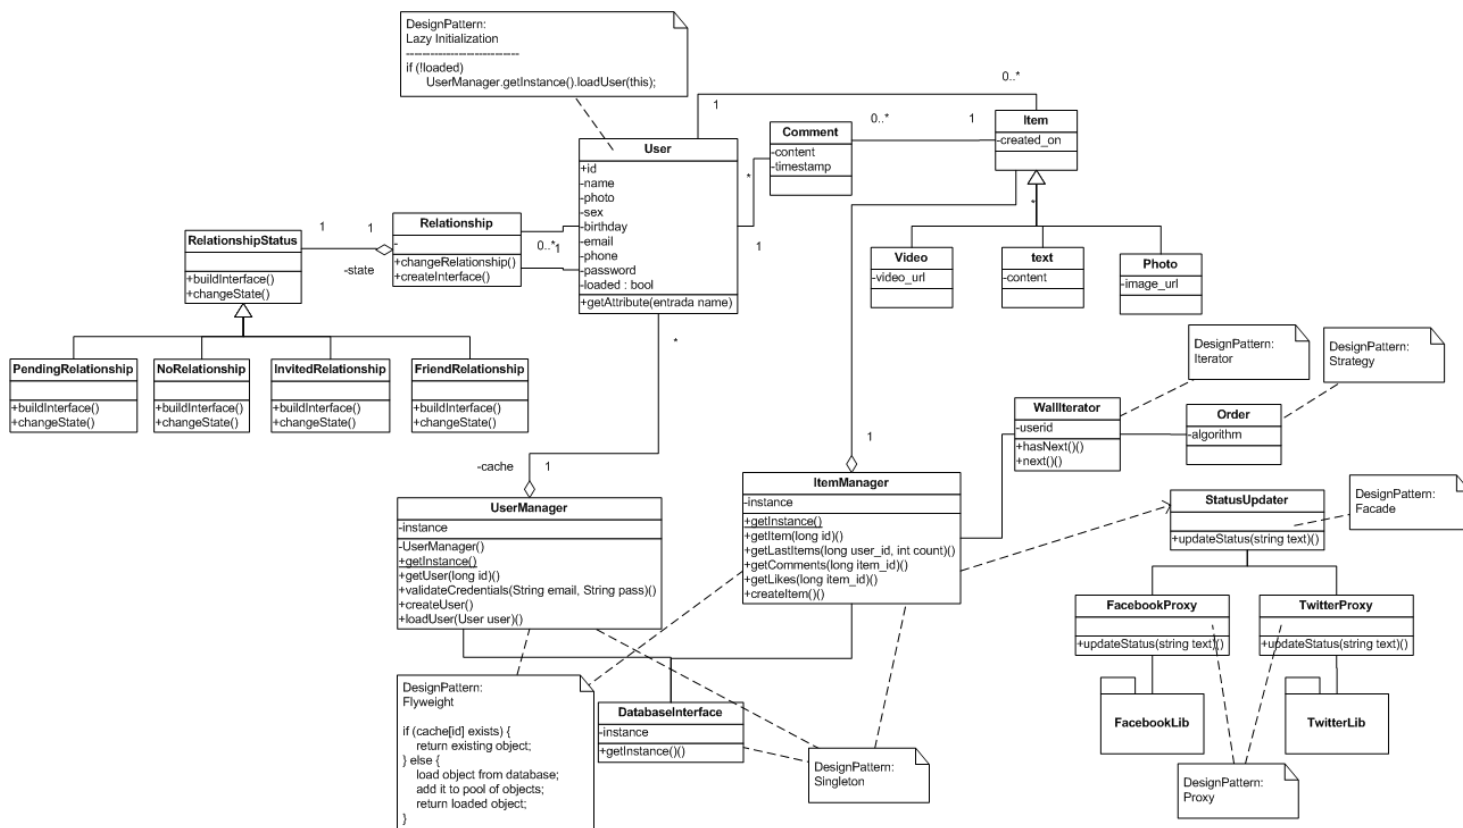 DesignPattern:
Lazy Initialization
------------------------------
if (!loaded)
UserManager.getInstance().loadUser(this);
0..*
1
Item
-created_on
0..*
1
Comment
-content
-timestamp
*
1
User
+id
-name
-photo
-sex
-birthday
-email
-phone
-password
-loaded : bool
+getAttribute(entrada name)
Relationship
-
+changeRelationship()
+createInterface()
0..*
1
1
1
-state
RelationshipStatus
+buildInterface()
+changeState()
PendingRelationship
+buildInterface()
+changeState()
NoRelationship
+buildInterface()
+changeState()
InvitedRelationship
+buildInterface()
+changeState()
FriendRelationship
+buildInterface()
+changeState()
*
Video
-video_url
text
-content
Photo
-image_url
DesignPattern:
Iterator
DesignPattern:
Strategy
WallIterator
-userid
+hasNext()()
+next()()
Order
-algorithm
*
-cache
1
1
UserManager
-instance
-UserManager()
+getInstance()
+getUser(long id)()
+validateCredentials(String email, String pass)()
+createUser()
+loadUser(User user)()
ItemManager
-instance
+getInstance()
+getItem(long id)()
+getLastItems(long user_id, int count)()
+getComments(long item_id)()
+getLikes(long item_id)()
+createItem()()
StatusUpdater
+updateStatus(string text)()
DesignPattern:
Facade
FacebookProxy
+updateStatus(string text)()
TwitterProxy
+updateStatus(string text)()
FacebookLib
TwitterLib
DesignPattern:
Proxy
DesignPattern:
Flyweight
if (cache[id] exists) {
return existing object;
} else {
load object from database;
add it to pool of objects;
return loaded object;
}
DatabaseInterface
-instance
+getInstance()()
DesignPattern:
Singleton